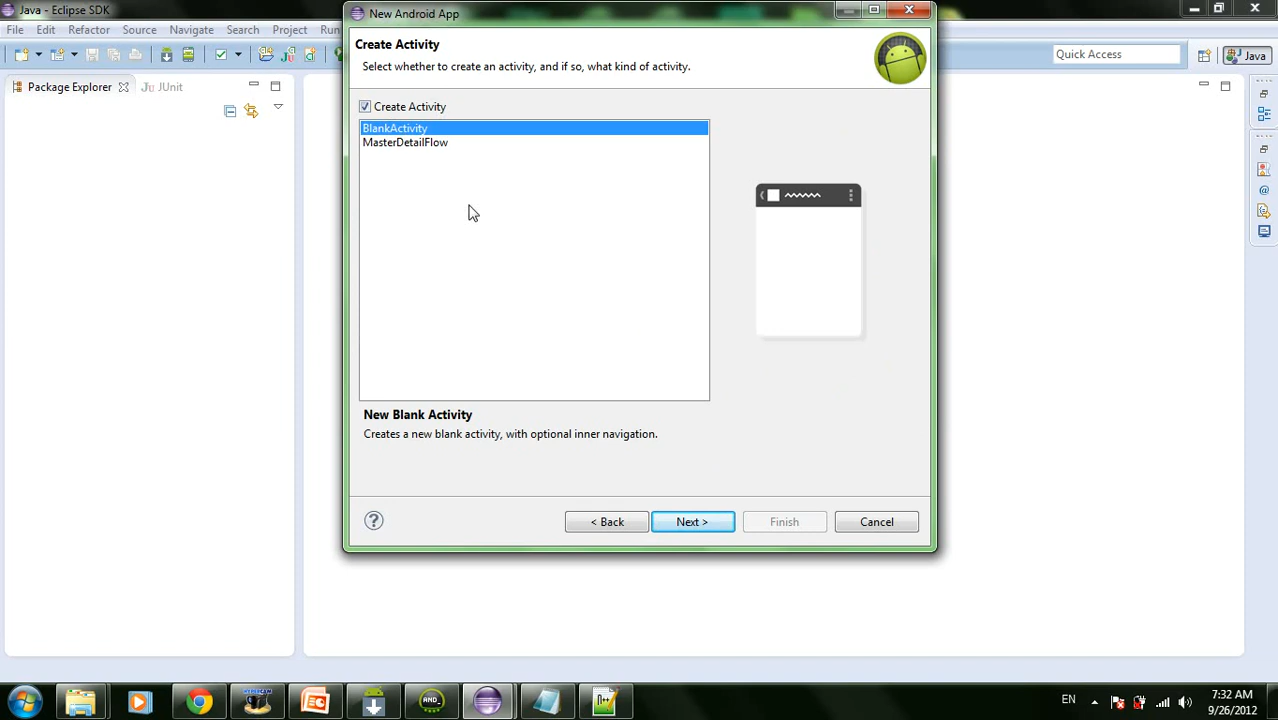 Java - Eclipse SDK
New Android App
File Edit Refactor Source Navigate Search Project Run
Create Activity
Select whether to create an activity, and if so, what kind of activity.
Quick Access
Java
Package Explorer
Ju JUnit
Create Activity
BlankActivity
MasterDetailFlow
New Blank Activity
Creates a new blank activity, with optional inner navigation.
< Back
Next >
Finish
Cancel
EN
7:32 AM
9/26/2012